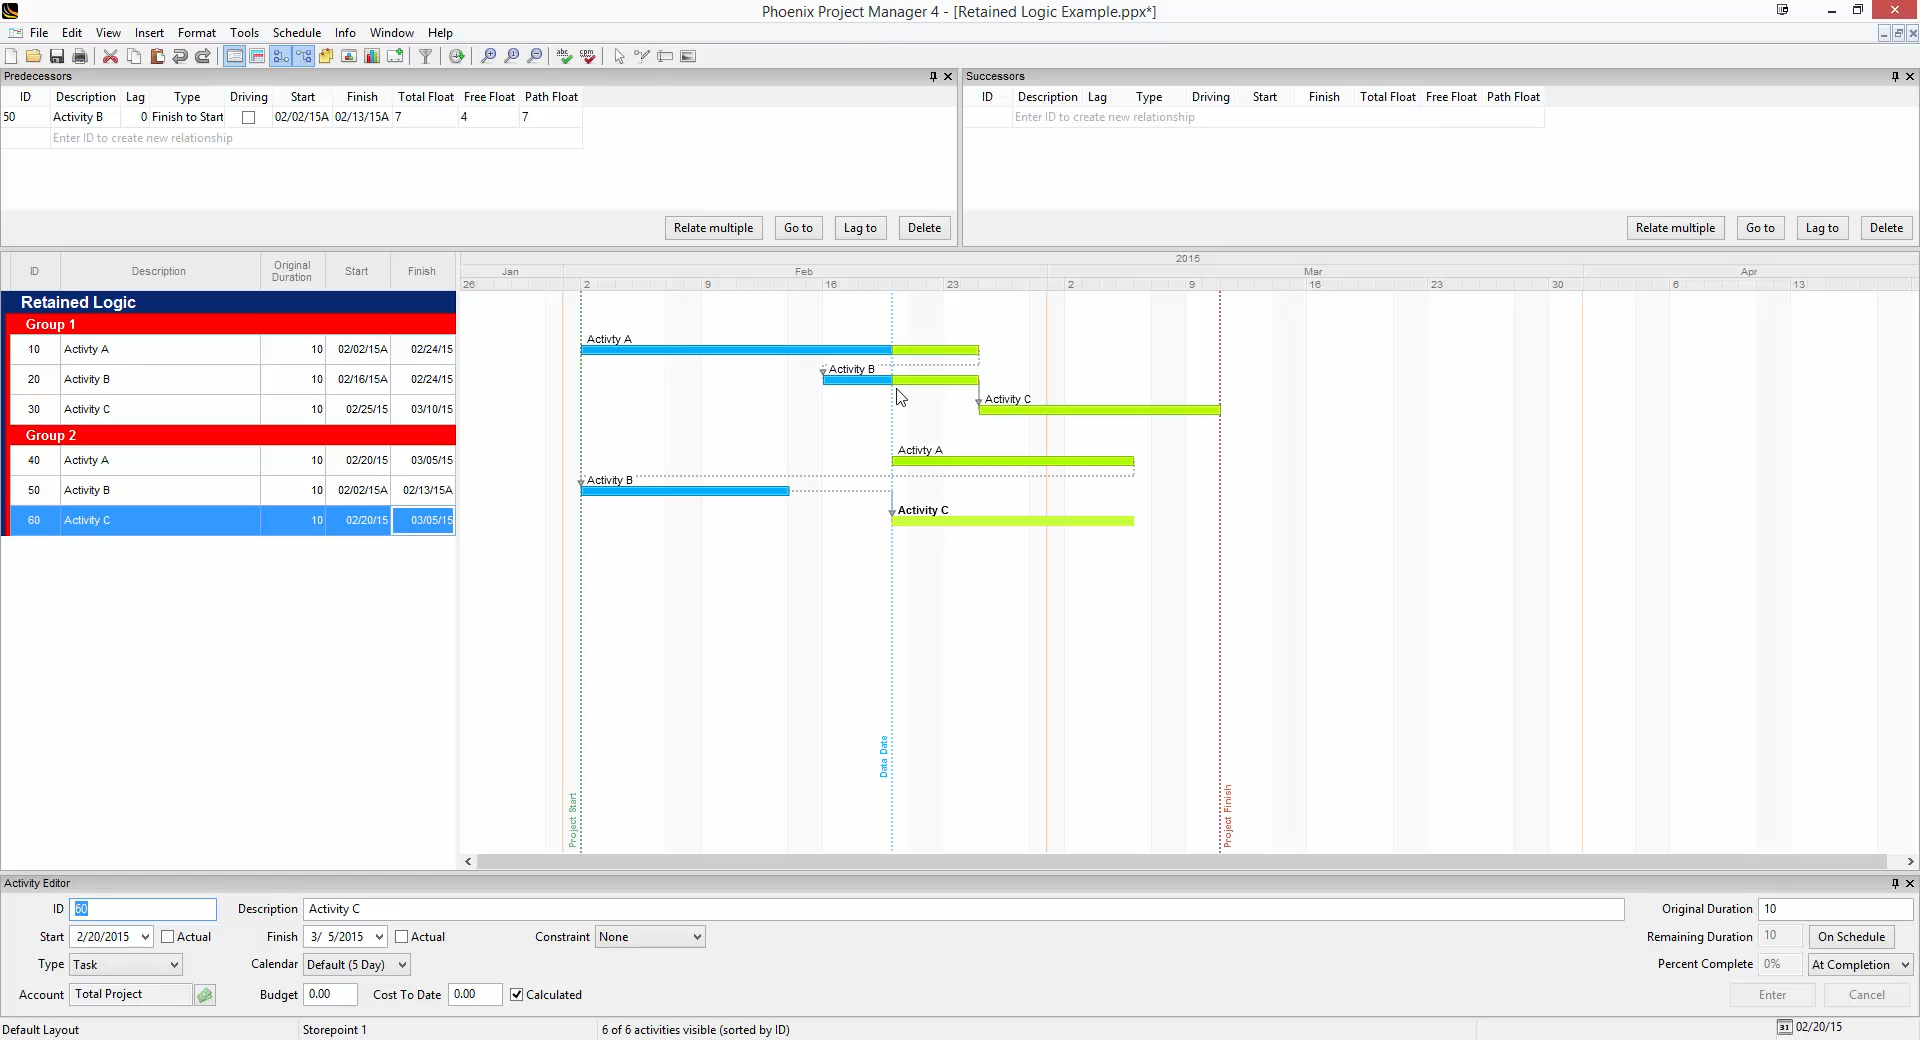 Phoenix Project Manager 4 - [Retained Logic Example.ppx*]
File Edit View Insert Format Tools Schedule Info Window Help
Predecessors
ID Description Lag Type Driving Start Finish Total Float Free Float Path Float
50 Activity B 0 Finish to Start 02/02/15A 02/13/15A 7 4 7
Enter ID to create new relationship
Relate multiple Go to Lag to Delete
Successors
ID Description Lag Type Driving Start Finish Total Float Free Float Path Float
Enter ID to create new relationship
Relate multiple Go to Lag to Delete
ID Description Original Duration Start Finish
Retained Logic
Group 1
10 Activty A 10 02/02/15A 02/24/15
20 Activity B 10 02/16/15A 02/24/15
30 Activity C 10 02/25/15 03/10/15
Group 2
40 Activty A 10 02/20/15 03/05/15
50 Activity B 10 02/02/15A 02/13/15A
60 Activity C 10 02/20/15 03/05/15
2015
Jan Feb Mar Apr
26 2 9 16 23 2 9 16 23 30 6 13
Activty A
Activity B
Activity C
Activty A
Activity B
Activity C
Project Start
Data Date
Project Finish
Activity Editor
ID 60 Description Activity C Original Duration 10
Start 2/20/2015 Actual Finish 3/ 5/2015 Actual Constraint None Remaining Duration 10 On Schedule
Type Task Calendar Default (5 Day) Percent Complete 0% At Completion
Account Total Project Budget 0.00 Cost To Date 0.00 Calculated Enter Cancel
Default Layout Storepoint 1 6 of 6 activities visible (sorted by ID) 31 02/20/15